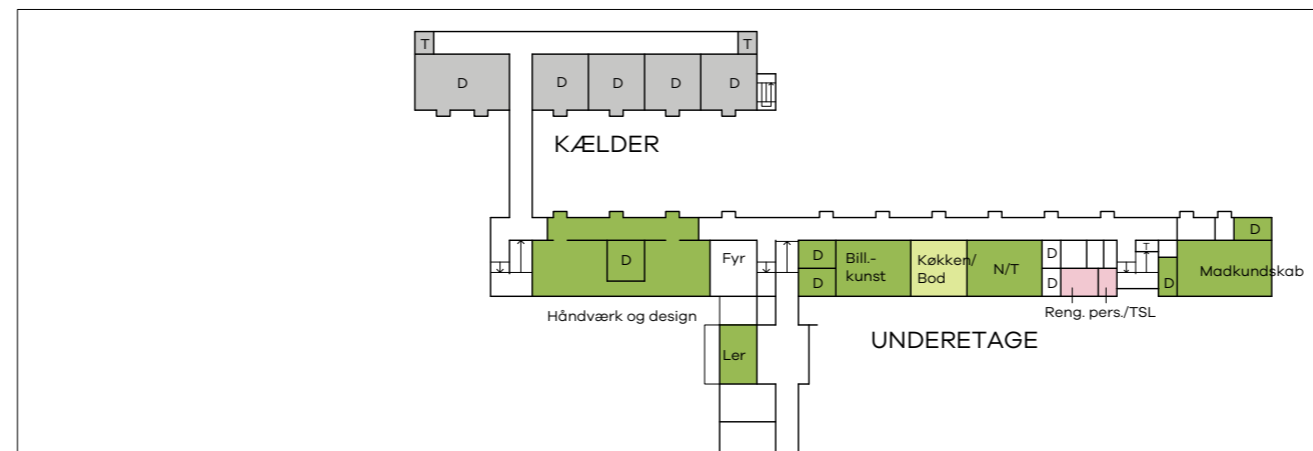 T
T
D
D
D
D
D
KÆLDER
D
D
Fyr
D
Bill.-
kunst
Køkken/
Bod
N/T
D
T
Madkundskab
D
D
D
Reng. pers./TSL
Håndværk og design
UNDERETAGE
Ler